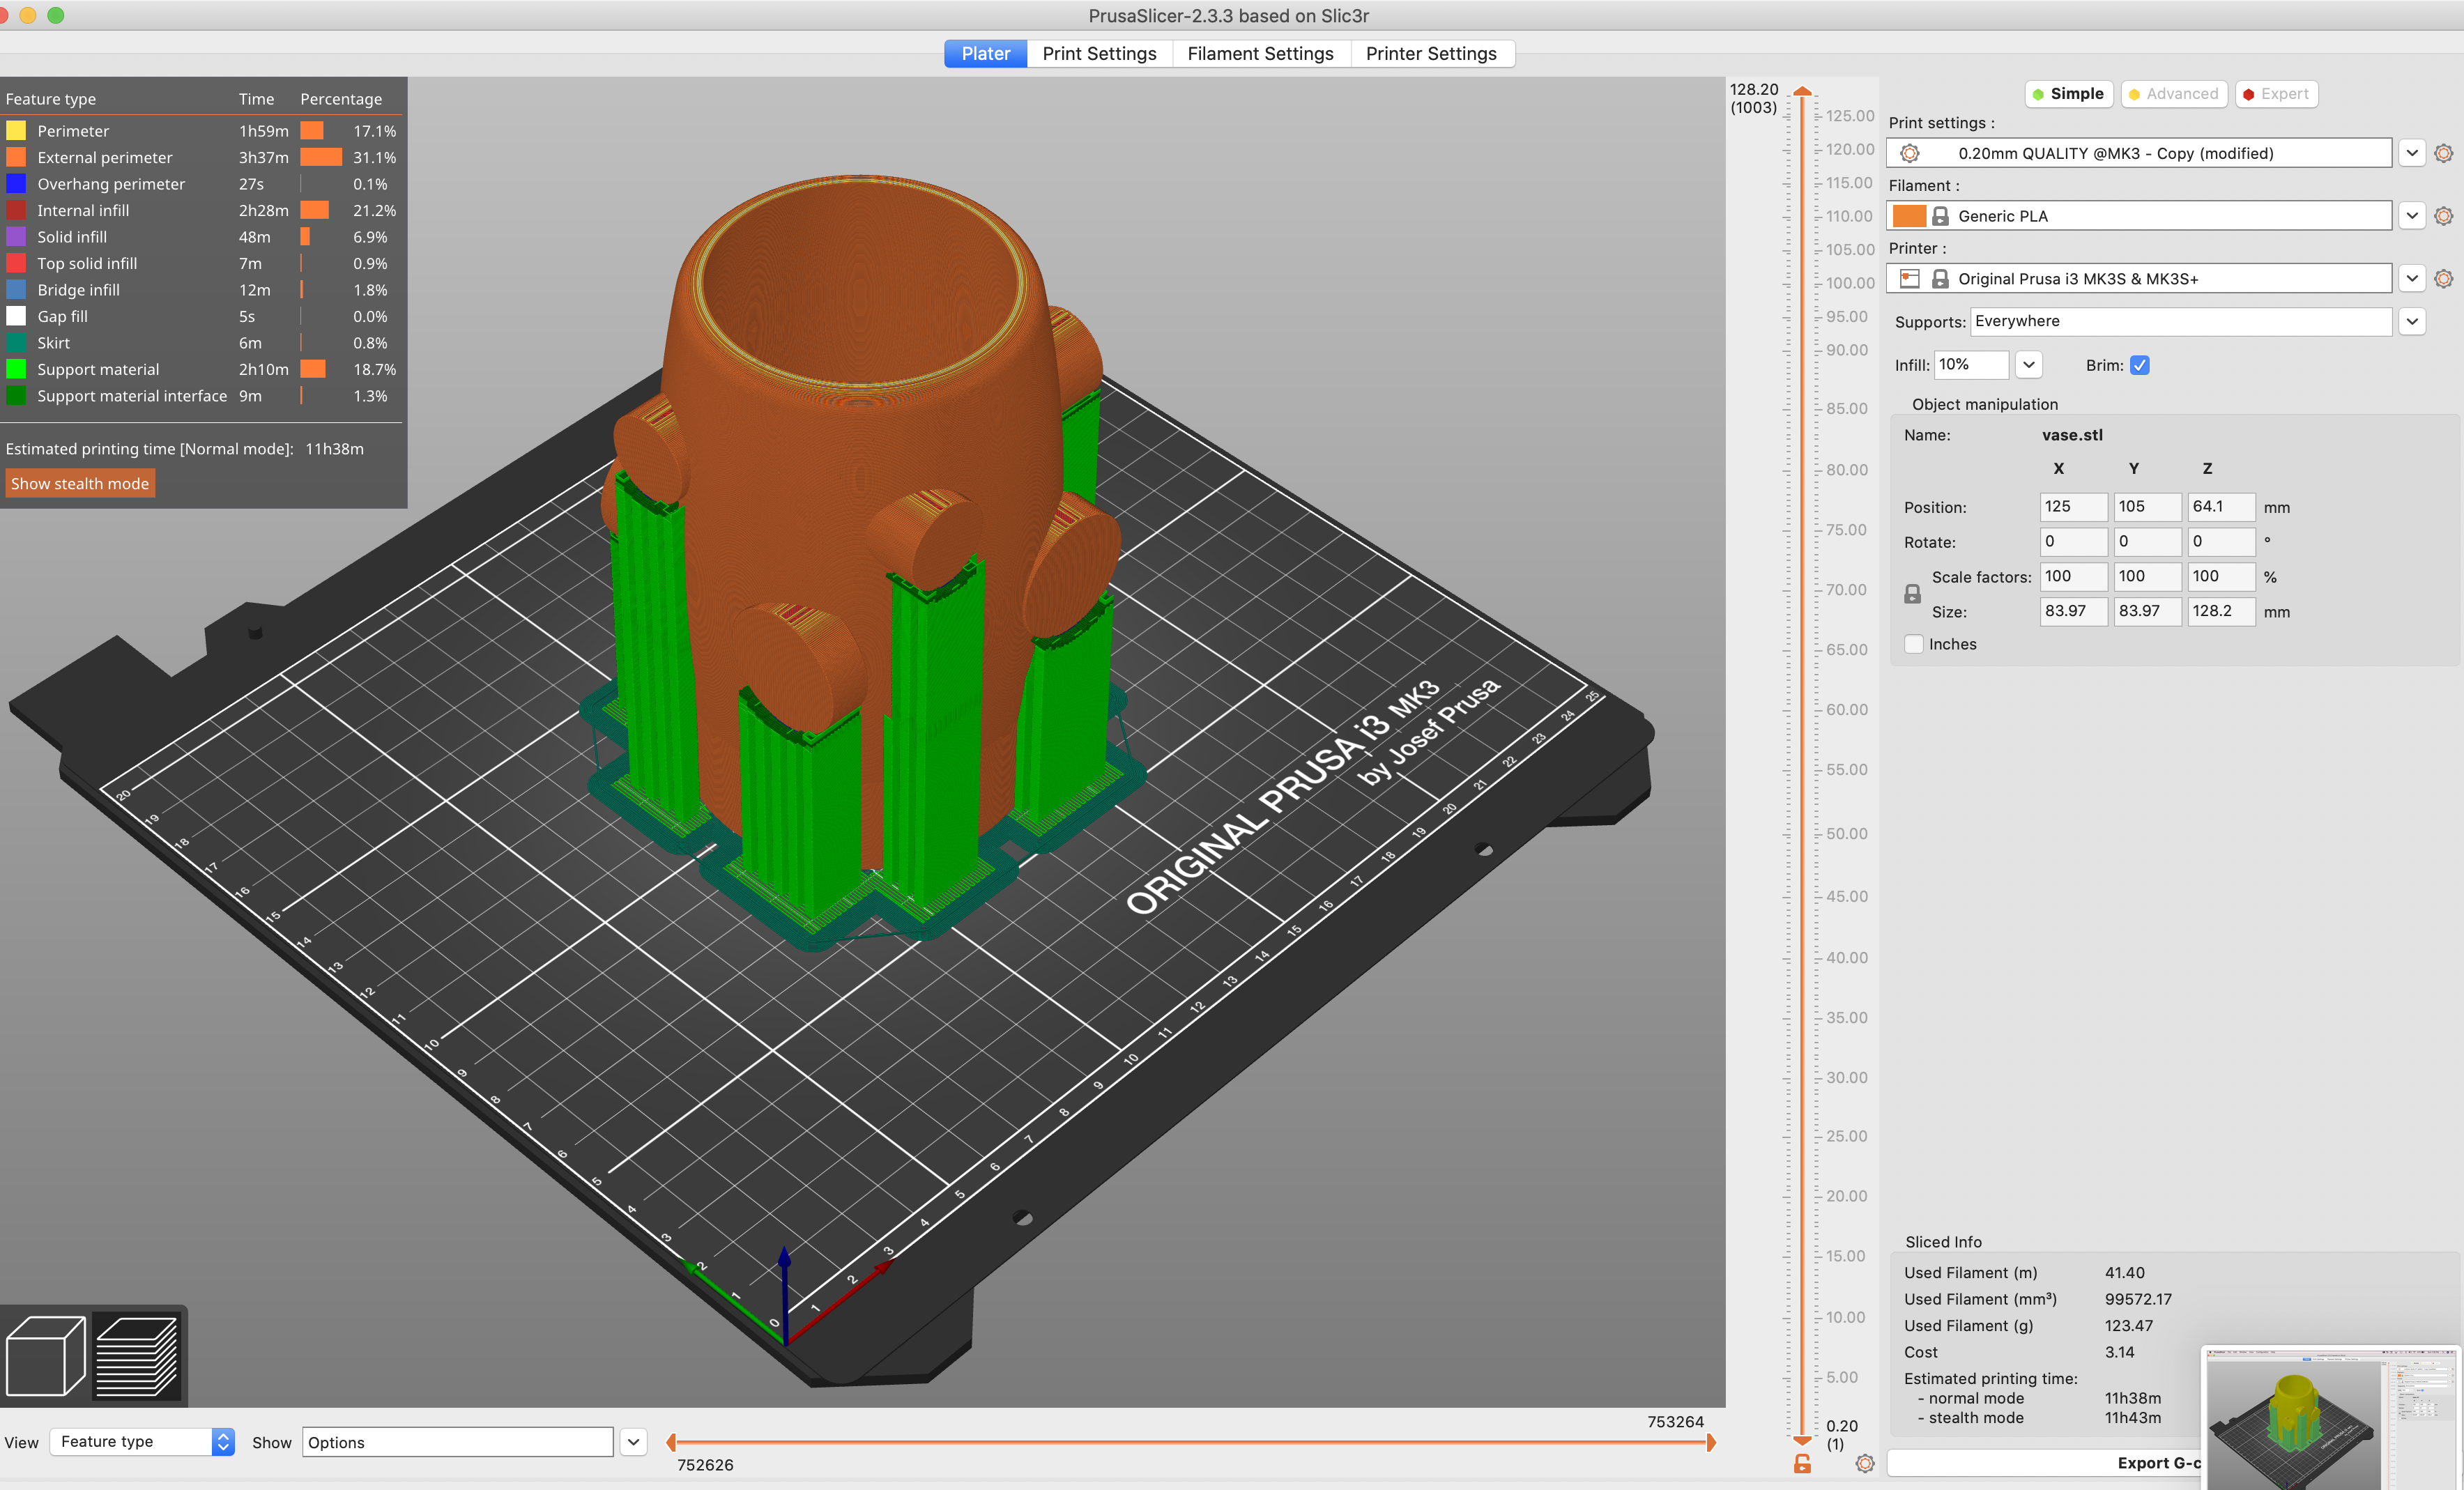 PrusaSlicer-2.3.3 based on Slic3r
Plater Print Settings Filament Settings Printer Settings
Feature type Time Percentage
Perimeter 1h59m 17.1%
External perimeter 3h37m 31.1%
Overhang perimeter 27s 0.1%
Internal infill 2h28m 21.2%
Solid infill 48m 6.9%
Top solid infill 7m 0.9%
Bridge infill 12m 1.8%
Gap fill 5s 0.0%
Skirt 6m 0.8%
Support material 2h10m 18.7%
Support material interface 9m 1.3%
Estimated printing time [Normal mode]: 11h38m
Show stealth mode
ORIGINAL PRUSA i3 MK3
by Josef Prusa
20
19
18
17
16
15
14
13
12
11
10
9
8
7
6
5
4
3
2
1
0
1
2
3
4
5
6
7
8
9
10
11
12
13
14
15
16
17
18
19
20
21
22
23
24
25
128.20
(1003)
125.00
120.00
115.00
110.00
105.00
100.00
95.00
90.00
85.00
80.00
75.00
70.00
65.00
60.00
55.00
50.00
45.00
40.00
35.00
30.00
25.00
20.00
15.00
10.00
5.00
0.20
(1)
Simple Advanced Expert
Print settings :
0.20mm QUALITY @MK3 - Copy (modified)
Filament :
Generic PLA
Printer :
Original Prusa i3 MK3S & MK3S+
Supports: Everywhere
Infill: 10% Brim:
Object manipulation
Name: vase.stl
X Y Z
Position: 125 105 64.1 mm
Rotate: 0 0 0 °
Scale factors: 100 100 100 %
Size: 83.97 83.97 128.2 mm
Inches
Sliced Info
Used Filament (m) 41.40
Used Filament (mm³) 99572.17
Used Filament (g) 123.47
Cost 3.14
Estimated printing time:
- normal mode 11h38m
- stealth mode 11h43m
Export G-c
View Feature type Show Options
753264
752626